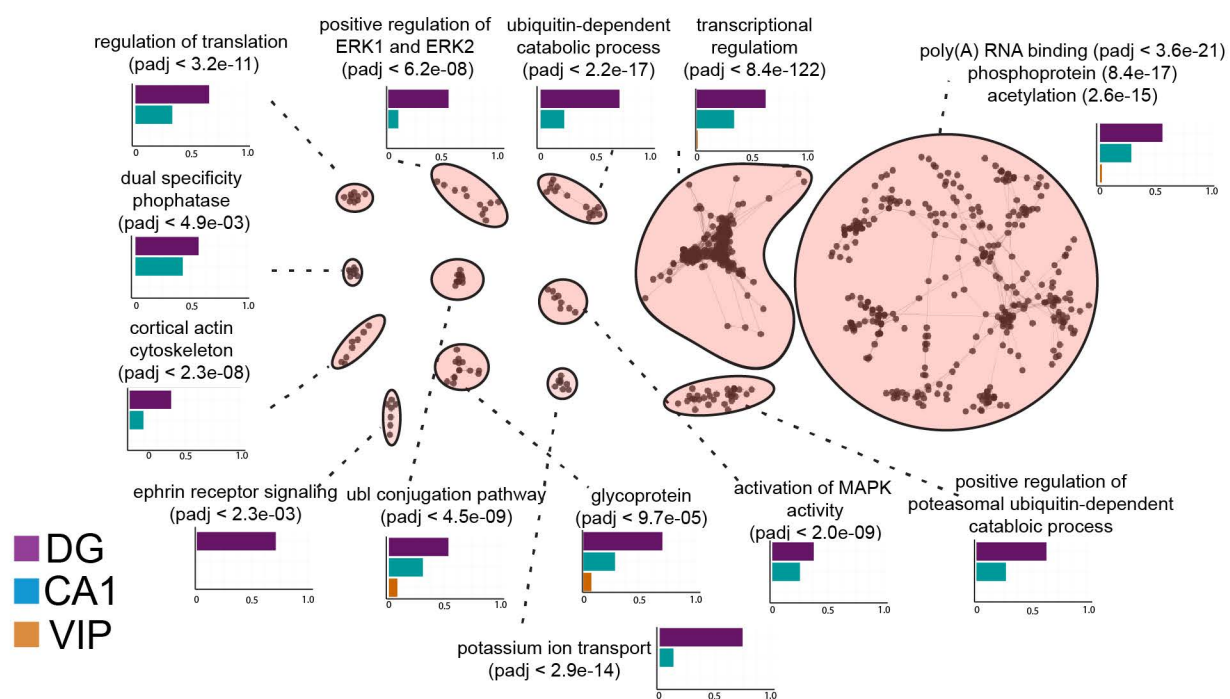 regulation of translation
(padj < 3.2e-11)
0
0.5
1.0
positive regulation of
ERK1 and ERK2
(padj < 6.2e-08)
0
0.5
1.0
ubiquitin-dependent
catabolic process
(padj < 2.2e-17)
0
0.5
1.0
transcriptional
regulatiom
(padj < 8.4e-122)
0
0.5
1.0
poly(A) RNA binding (padj < 3.6e-21)
phosphoprotein (8.4e-17)
acetylation (2.6e-15)
0
0.5
1.0
dual specificity
phophatase
(padj < 4.9e-03)
0
0.5
1.0
cortical actin
cytoskeleton
(padj < 2.3e-08)
0
0.5
1.0
ephrin receptor signaling
(padj < 2.3e-03)
0
0.5
1.0
ubl conjugation pathway
(padj < 4.5e-09)
0
0.5
1.0
glycoprotein
(padj < 9.7e-05)
0
0.5
1.0
activation of MAPK
activity
(padj < 2.0e-09)
0
0.5
1.0
positive regulation of
poteasomal ubiquitin-dependent
catabloic process
0
0.5
1.0
potassium ion transport
(padj < 2.9e-14)
0
0.5
1.0
DG
CA1
VIP